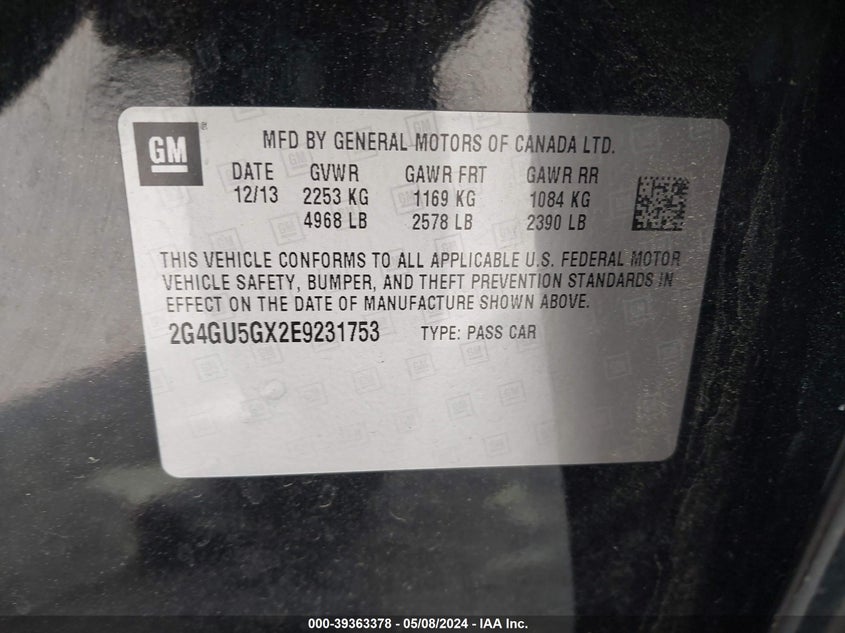 GM
MFD BY GENERAL MOTORS OF CANADA LTD.
DATE GVWR GAWR FRT GAWR RR
12/13 2253 KG 1169 KG 1084 KG
4968 LB 2578 LB 2390 LB
THIS VEHICLE CONFORMS TO ALL APPLICABLE U.S. FEDERAL MOTOR
VEHICLE SAFETY, BUMPER, AND THEFT PREVENTION STANDARDS IN
EFFECT ON THE DATE OF MANUFACTURE SHOWN ABOVE.
2G4GU5GX2E9231753 TYPE: PASS CAR
000-39363378 - 05/08/2024 - IAA Inc.